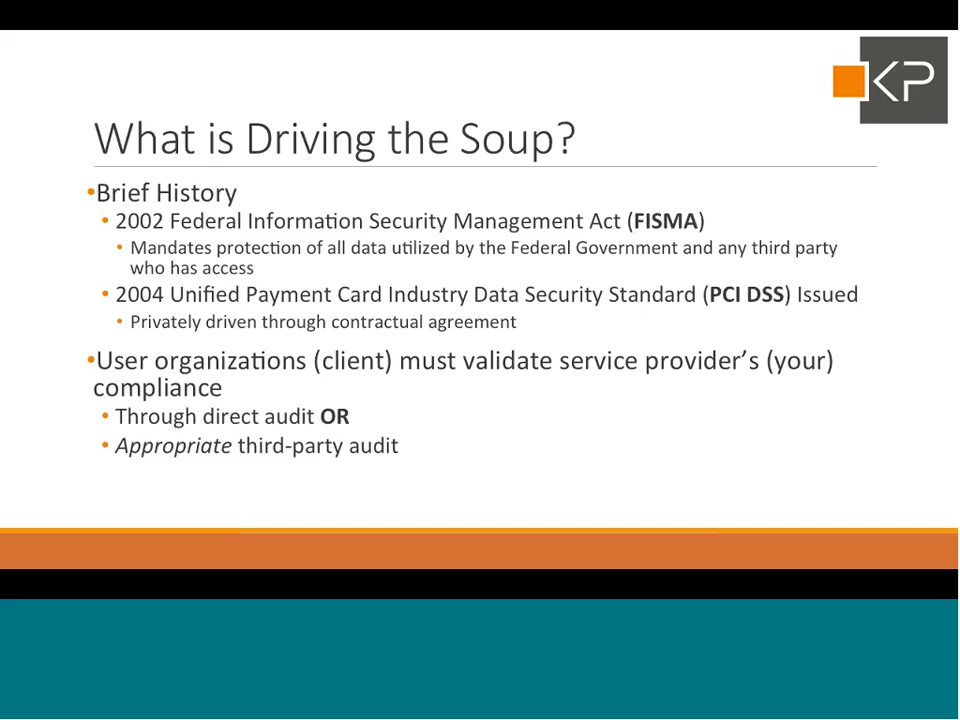 KP
What is Driving the Soup?
•Brief History
• 2002 Federal Information Security Management Act (FISMA)
• Mandates protection of all data utilized by the Federal Government and any third party
who has access
• 2004 Unified Payment Card Industry Data Security Standard (PCI DSS) Issued
• Privately driven through contractual agreement
•User organizations (client) must validate service provider’s (your)
compliance
• Through direct audit OR
• Appropriate third-party audit